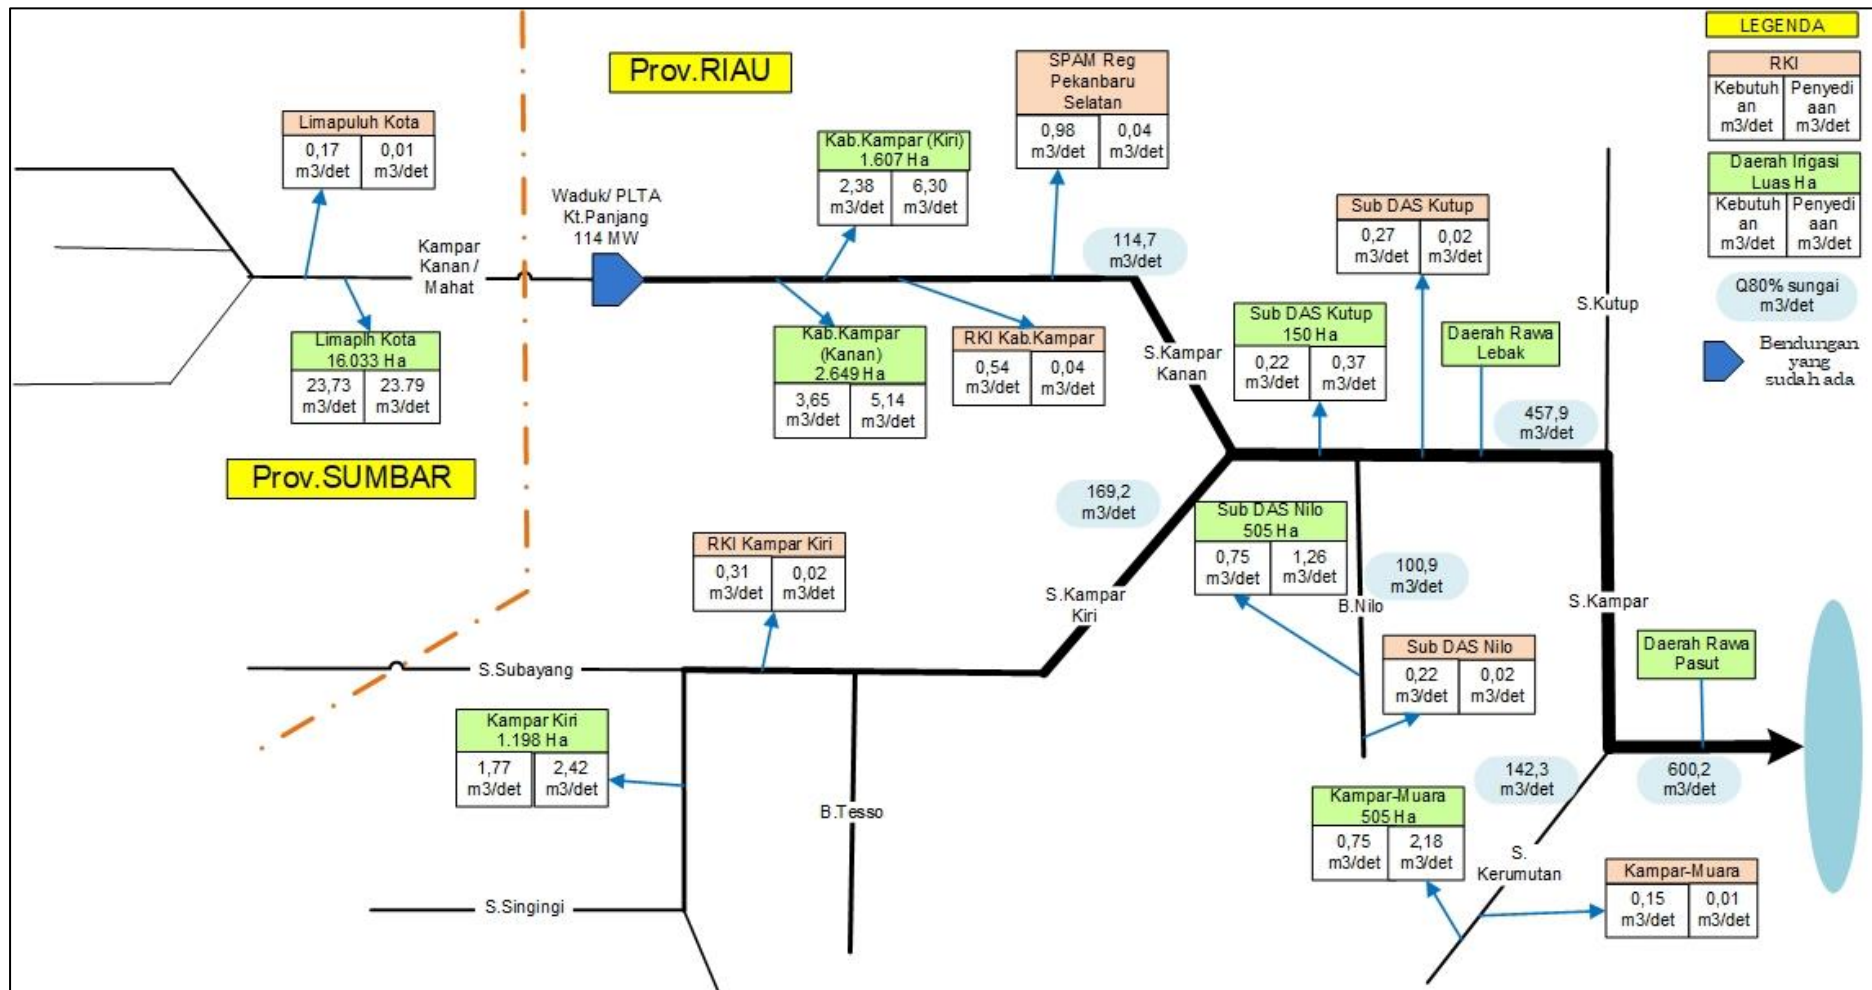 Prov.RIAU
SPAM Reg
Pekanbaru
Selatan
0,98
m3/det
0,04
m3/det
LEGENDA
RKI
Kebutuh
an
m3/det
Penyedi
aan
m3/det
Daerah Irigasi
Luas Ha
Kebutuh
an
m3/det
Penyedi
aan
m3/det
Q80% sungai
m3/det
Bendungan
yang
sudah ada
Limapuluh Kota
0,17
m3/det
0,01
m3/det
Kab.Kampar (Kiri)
1.607 Ha
2,38
m3/det
6,30
m3/det
Waduk/ PLTA
Kt.Panjang
114 MW
Kampar
Kanan /
Mahat
114,7
m3/det
Sub DAS Kutup
0,27
m3/det
0,02
m3/det
S.Kutup
Limaplh Kota
16.033 Ha
23,73
m3/det
23.79
m3/det
Kab.Kampar
(Kanan)
2.649 Ha
3,65
m3/det
5,14
m3/det
RKI Kab.Kampar
0,54
m3/det
0,04
m3/det
S.Kampar
Kanan
Sub DAS Kutup
150 Ha
0,22
m3/det
0,37
m3/det
Daerah Rawa
Lebak
457,9
m3/det
Prov.SUMBAR
169,2
m3/det
Sub DAS Nilo
505 Ha
0,75
m3/det
1,26
m3/det
100,9
m3/det
B.Nilo
RKI Kampar Kiri
0,31
m3/det
0,02
m3/det
S.Kampar
Kiri
S.Kampar
S.Subayang
Sub DAS Nilo
0,22
m3/det
0,02
m3/det
Daerah Rawa
Pasut
Kampar Kiri
1.198 Ha
1,77
m3/det
2,42
m3/det
B.Tesso
142,3
m3/det
600,2
m3/det
Kampar-Muara
505 Ha
0,75
m3/det
2,18
m3/det
S.
Kerumutan
Kampar-Muara
0,15
m3/det
0,01
m3/det
S.Singingi